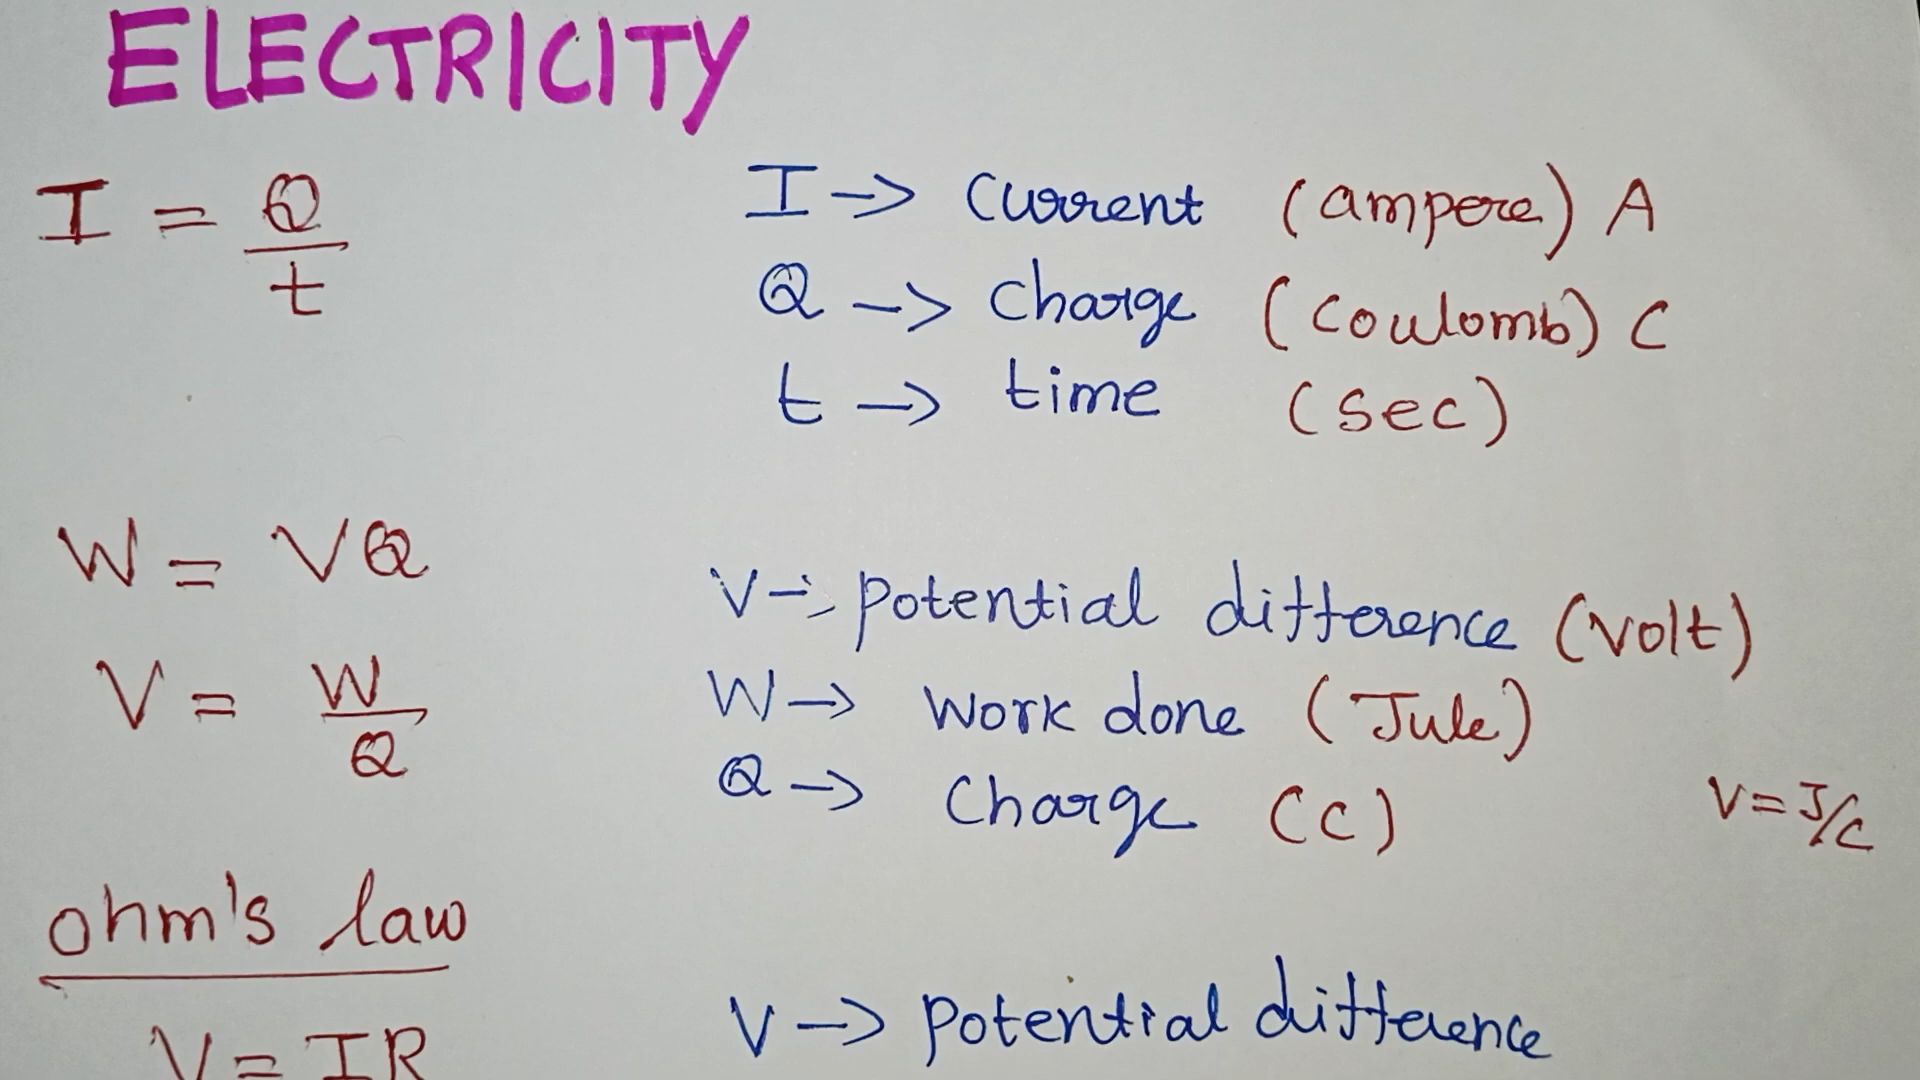 ELECTRICITY
I = Q/t
I -> Current (ampere) A
Q -> Charge (Coulomb) C
t -> time (Sec)
W = VQ
V = W/Q
V -> Potential difference (Volt)
W -> Work done (Jule)
Q -> Charge (C)
V = J/C
ohm's law
V = IR
V -> Potential difference